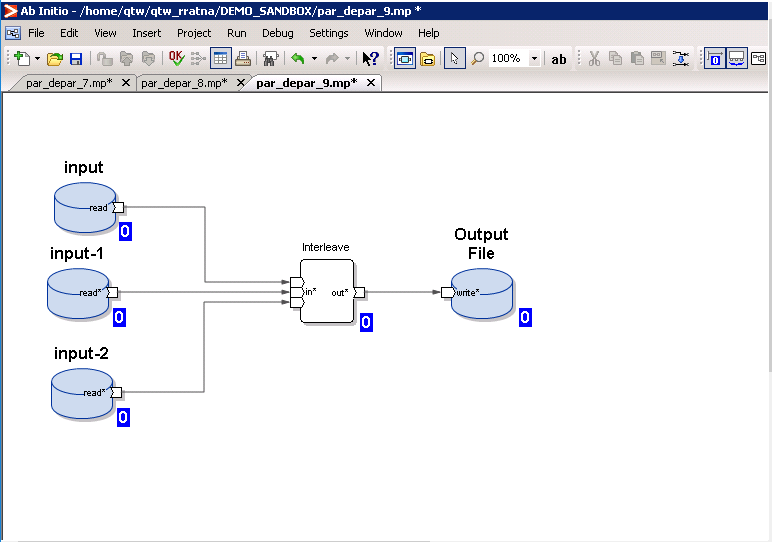 Ab Initio - /home/qtw/qtw_rratna/DEMO_SANDBOX/par_depar_9.mp *
File Edit View Insert Project Run Debug Settings Window Help
OK ? 100% ab 0
par_depar_7.mp* par_depar_8.mp* par_depar_9.mp*
input
read
0
input-1
read*
0
input-2
read*
0
Interleave
in* out*
0
Output
File
write*
0